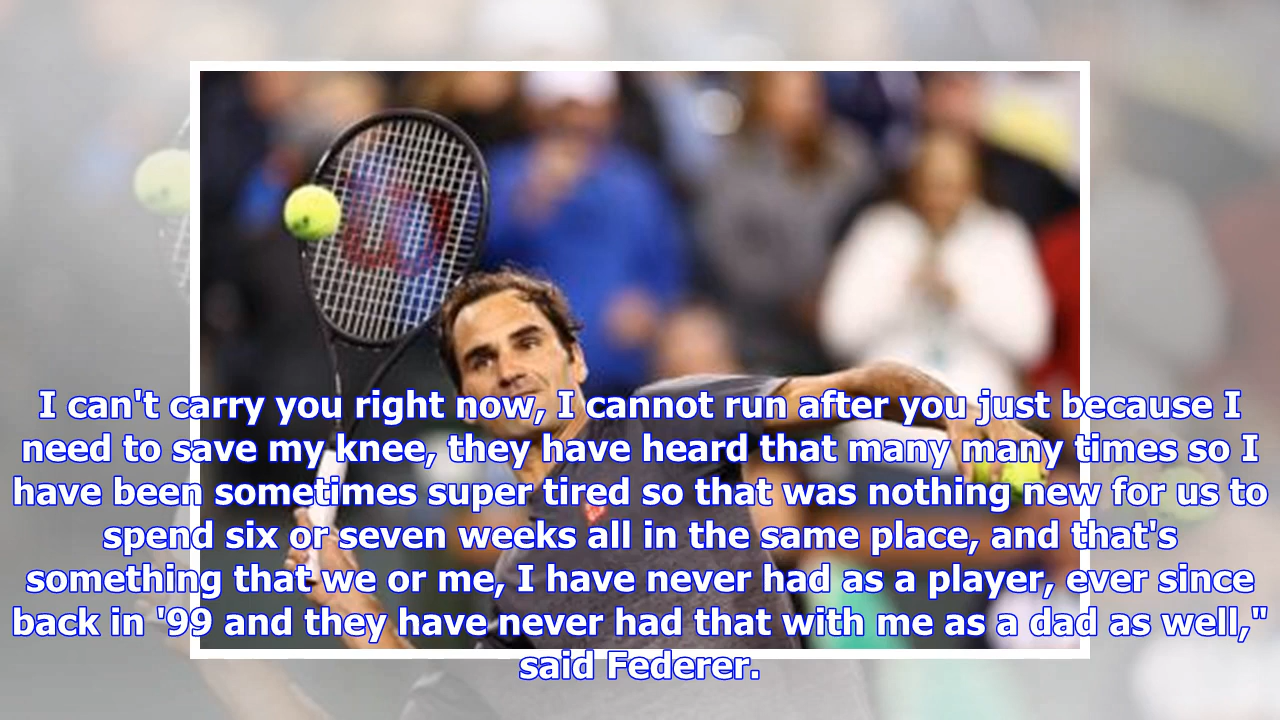 I can't carry you right now, I cannot run after you just because I
need to save my knee, they have heard that many many times so I
have been sometimes super tired so that was nothing new for us to
spend six or seven weeks all in the same place, and that's
something that we or me, I have never had as a player, ever since
back in '99 and they have never had that with me as a dad as well,"
said Federer.